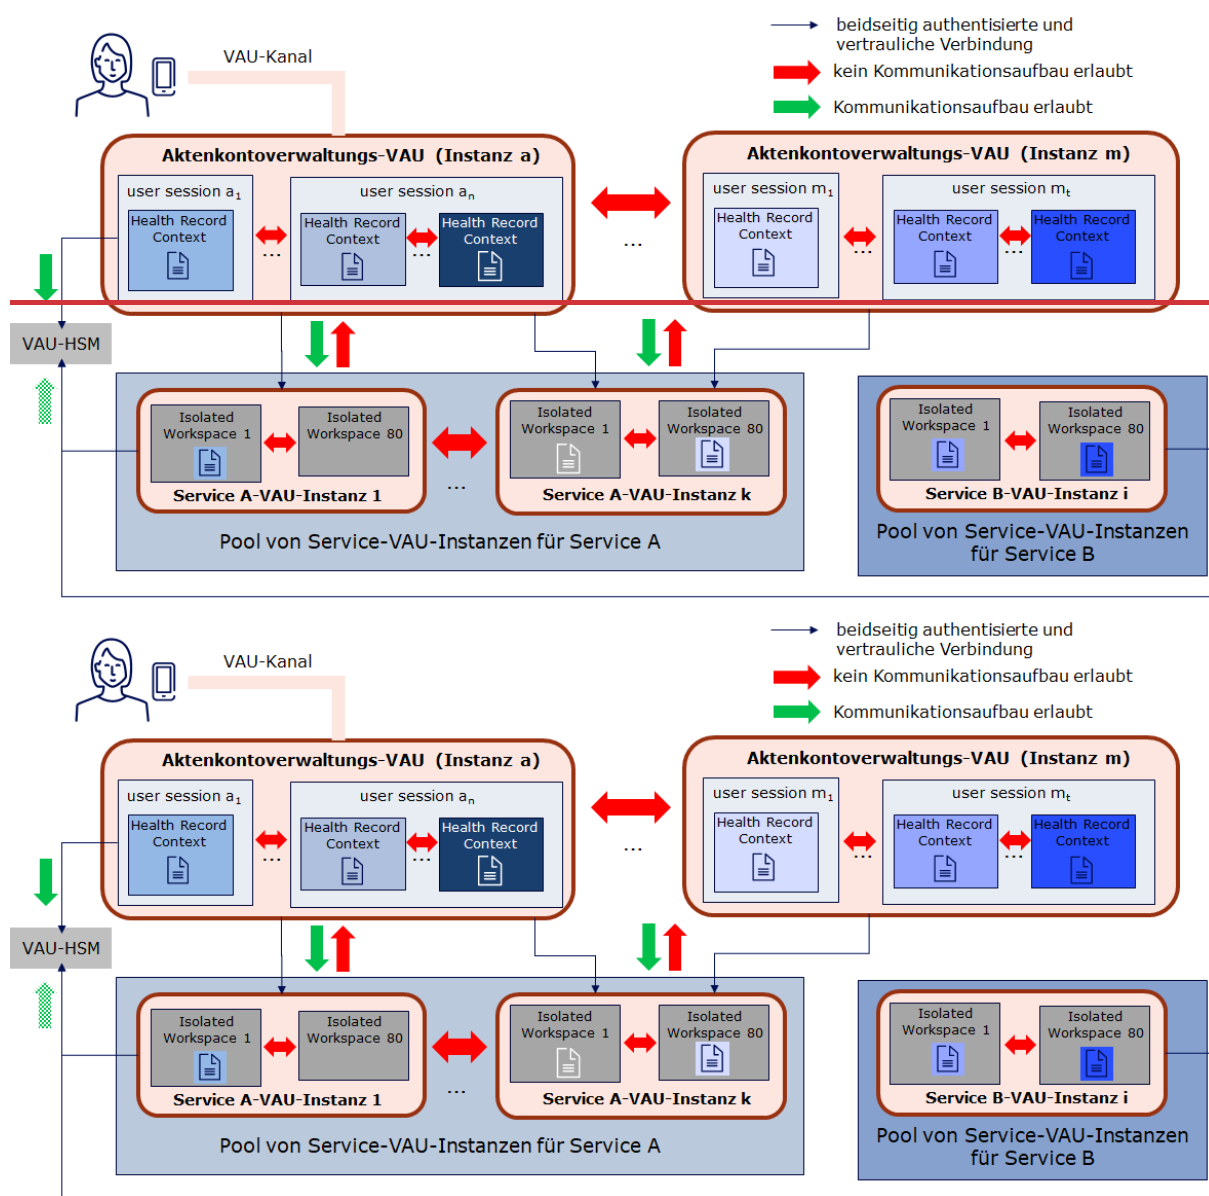 beidseitig authentisierte und
vertrauliche Verbindung
VAU-Kanal
kein Kommunikationsaufbau erlaubt
Kommunikationsaufbau erlaubt
Aktenkontoverwaltungs-VAU (Instanz a)
Aktenkontoverwaltungs-VAU (Instanz m)
user session a1
user session an
user session m1
user session mt
Health Record
Context
Health Record
Context
Health Record
Context
Health Record
Context
Health Record
Context
Health Record
Context
...
...
...
...
...
VAU-HSM
Isolated
Workspace 1
Isolated
Workspace 80
Isolated
Workspace 1
Isolated
Workspace 80
Isolated
Workspace 1
Isolated
Workspace 80
...
Service A-VAU-Instanz 1
Service A-VAU-Instanz k
Service B-VAU-Instanz i
Pool von Service-VAU-Instanzen für Service A
Pool von Service-VAU-Instanzen
für Service B
beidseitig authentisierte und
vertrauliche Verbindung
VAU-Kanal
kein Kommunikationsaufbau erlaubt
Kommunikationsaufbau erlaubt
Aktenkontoverwaltungs-VAU (Instanz a)
Aktenkontoverwaltungs-VAU (Instanz m)
user session a1
user session an
user session m1
user session mt
Health Record
Context
Health Record
Context
Health Record
Context
Health Record
Context
Health Record
Context
Health Record
Context
...
...
...
...
...
VAU-HSM
Isolated
Workspace 1
Isolated
Workspace 80
Isolated
Workspace 1
Isolated
Workspace 80
Isolated
Workspace 1
Isolated
Workspace 80
...
Service A-VAU-Instanz 1
Service A-VAU-Instanz k
Service B-VAU-Instanz i
Pool von Service-VAU-Instanzen für Service A
Pool von Service-VAU-Instanzen
für Service B